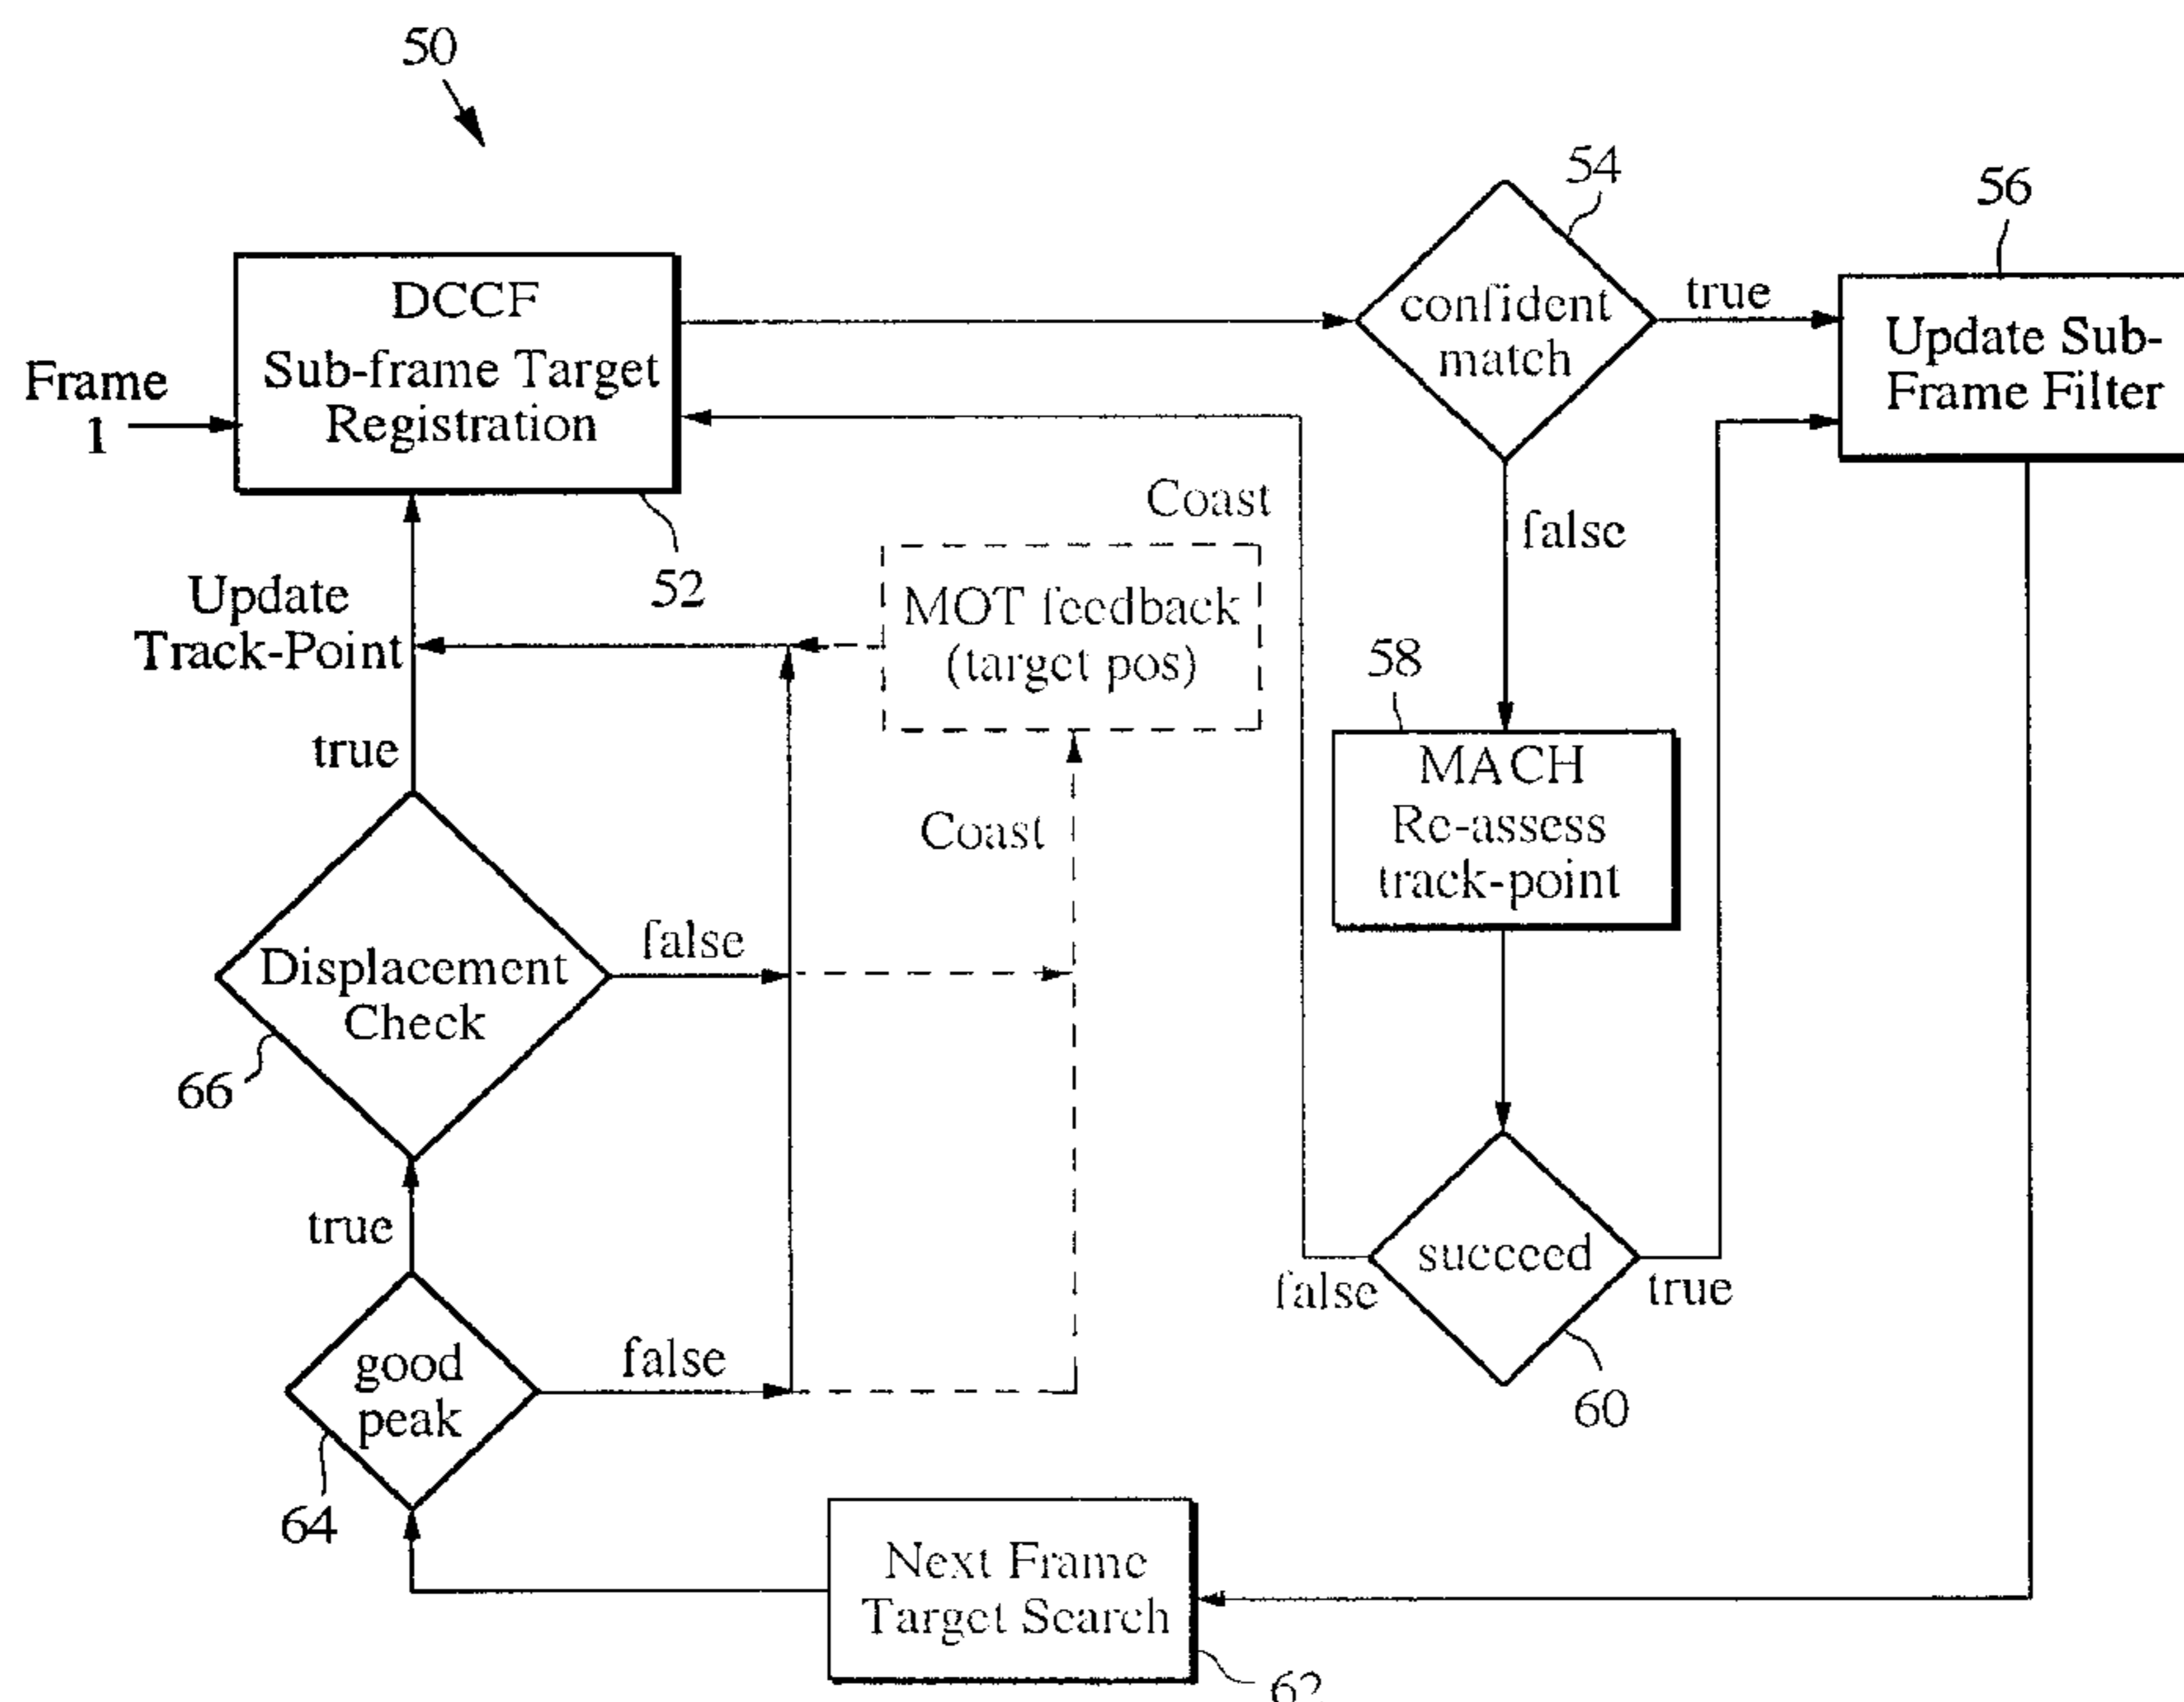 50
54
56
DCCF
Sub-frame Target
Registration
Frame
1
confident
match
true
Update Sub-
Frame Filter
Coast
false
52
Update
Track-Point
MOT feedback
(target pos)
58
true
MACH
Re-assess
track-point
Coast
Displacement
Check
false
66
true
succeed
false
true
good
peak
false
60
64
Next Frame
Target Search
62